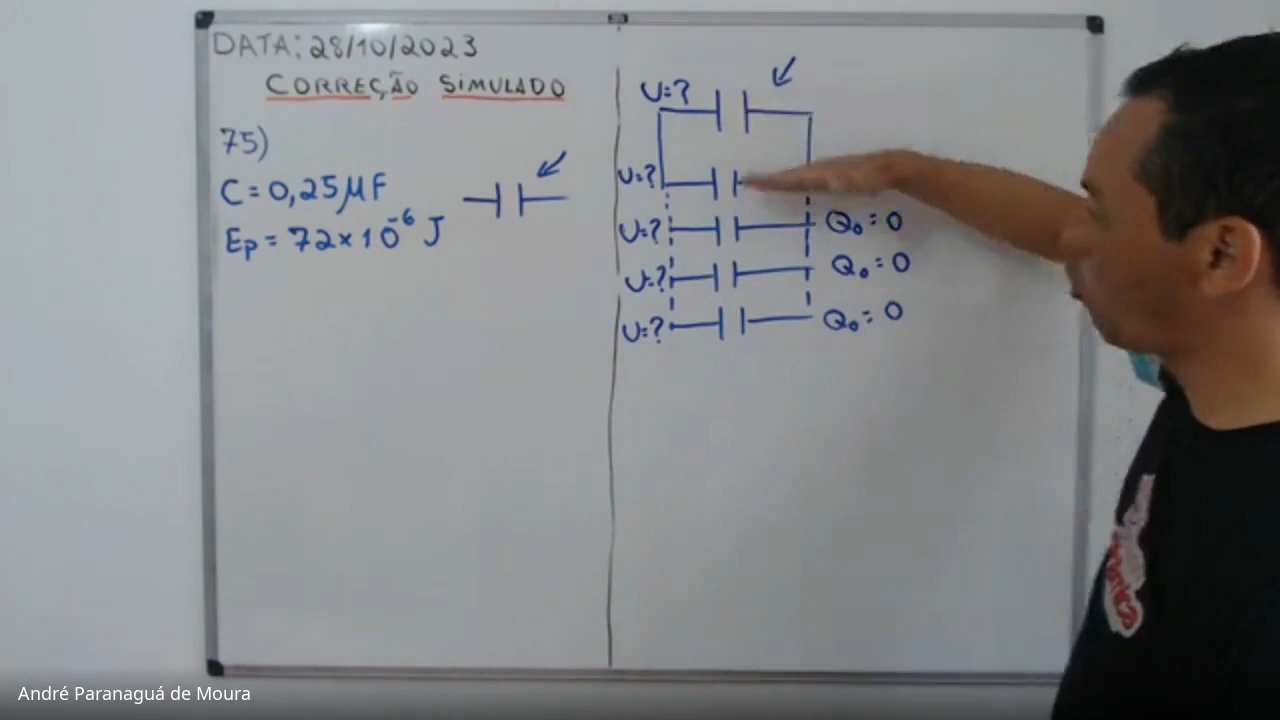 DATA: 28/10/2023
CORREÇÃO SIMULADO
75)
C = 0,25 μF
Ep = 72 × 10⁻⁶ J
U=?
U=?
U=? Q₀ = 0
U=? Q₀ = 0
U=? Q₀ = 0
André Paranaguá de Moura